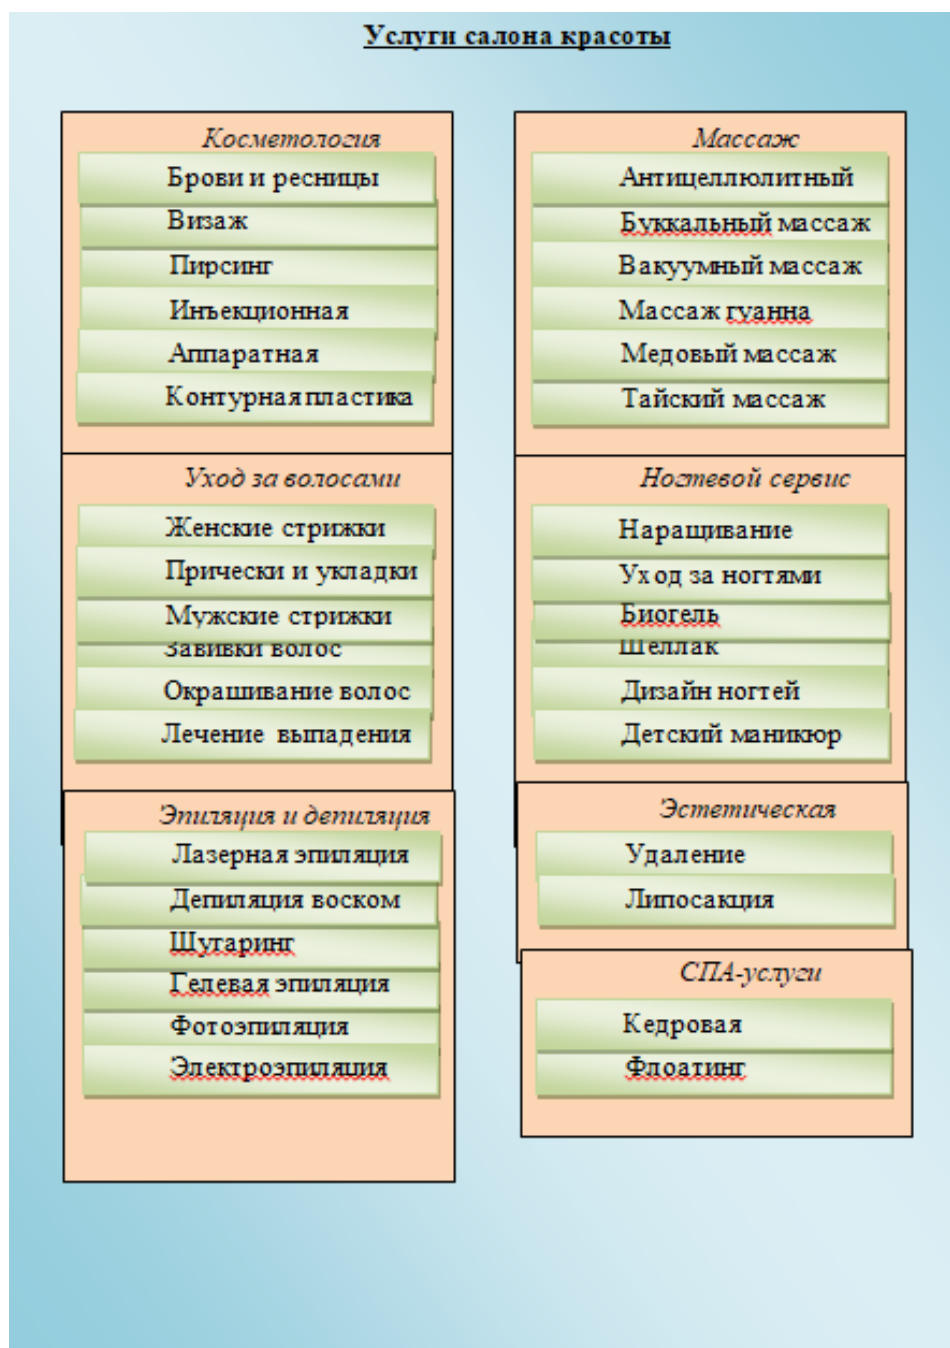 Услуги салона красоты
Косметология
Брови и ресницы
Визаж
Пирсинг
Инъекционная
Аппаратная
Контурная пластика
Уход за волосами
Женские стрижки
Прически и укладки
Мужские стрижки
Завивки волос
Окрашивание волос
Лечение выпадения
Эпиляция и депиляция
Лазерная эпиляция
Депиляция воском
Шугаринг
Гелевая эпиляция
Фотоэпиляция
Электроэпиляция
Массаж
Антицеллюлитный
Буккальный массаж
Вакуумный массаж
Массаж гуанна
Медовый массаж
Тайский массаж
Ногтевой сервис
Наращивание
Уход за ногтями
Биогель
Шеллак
Дизайн ногтей
Детский маникюр
Эстетическая
Удаление
Липосакция
СПА-услуги
Кедровая
Флоатинг